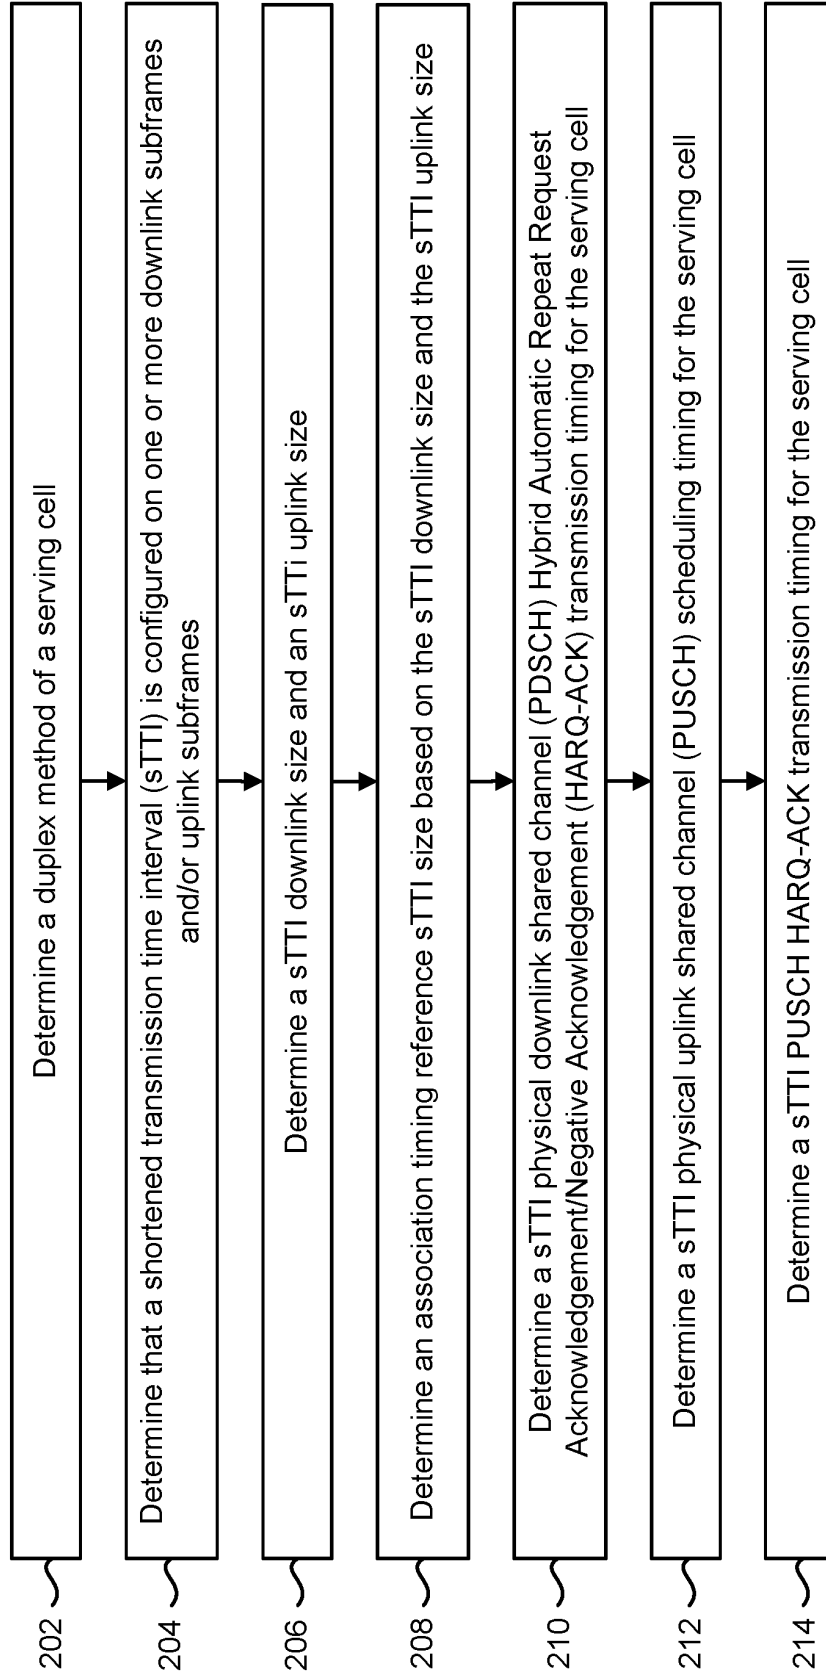 202
Determine a duplex method of a serving cell
204
Determine that a shortened transmission time interval (sTTI) is configured on one or more downlink subframes
and/or uplink subframes
206
Determine a sTTI downlink size and an sTTi uplink size
208
Determine an association timing reference sTTI size based on the sTTI downlink size and the sTTI uplink size
210
Determine a sTTI physical downlink shared channel (PDSCH) Hybrid Automatic Repeat Request
Acknowledgement/Negative Acknowledgement (HARQ-ACK) transmission timing for the serving cell
212
Determine a sTTI physical uplink shared channel (PUSCH) scheduling timing for the serving cell
214
Determine a sTTI PUSCH HARQ-ACK transmission timing for the serving cell